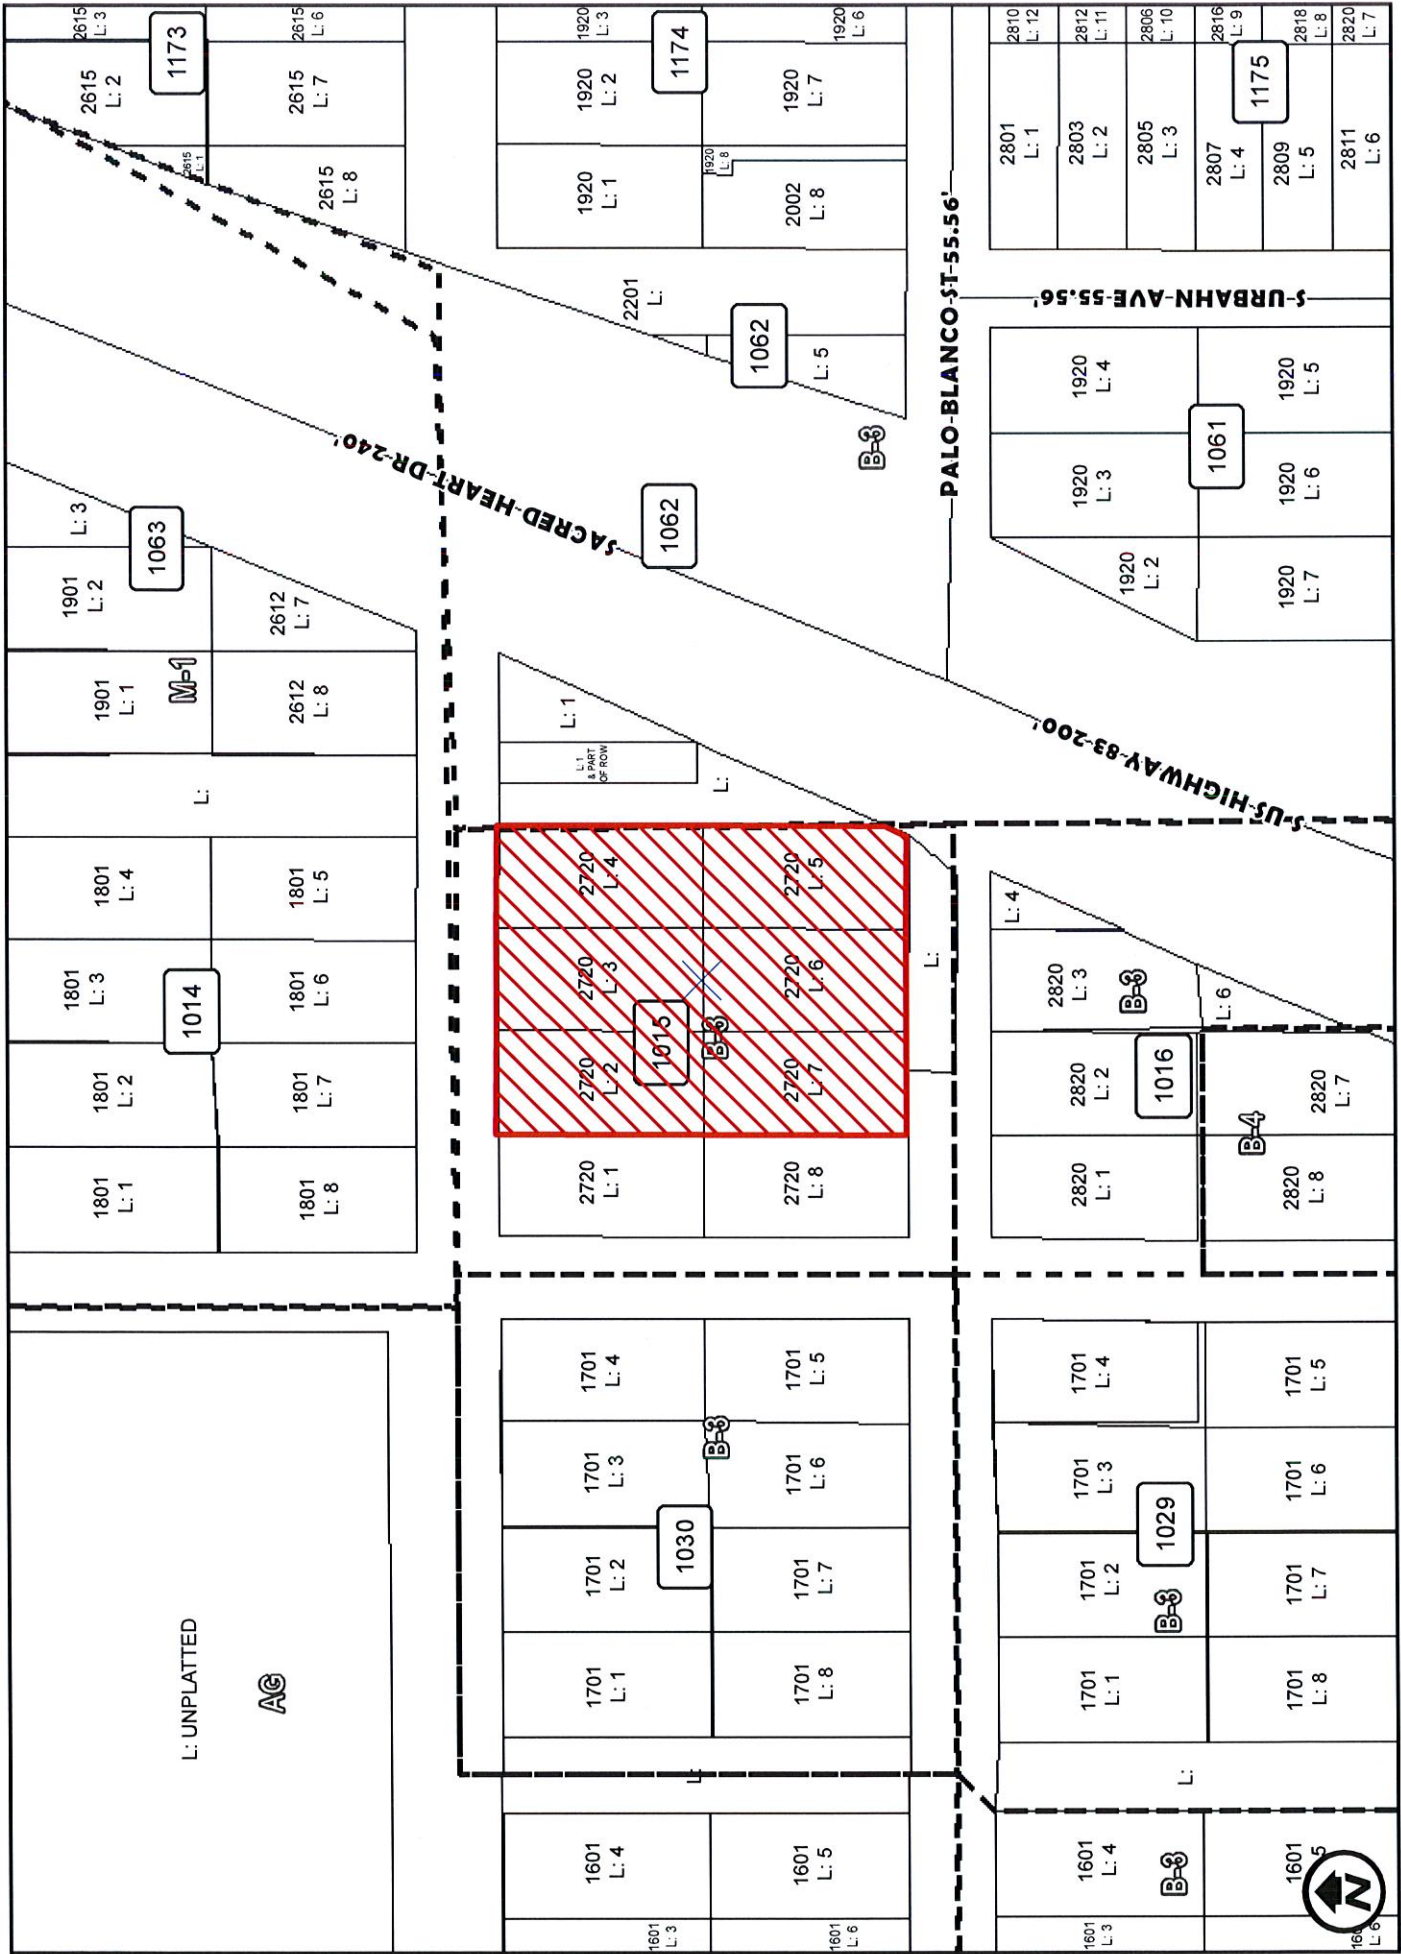 L: UNPLATTED
AG
1801
L: 1
1801
L: 2
1801
L: 3
1801
L: 4
1014
1801
L: 8
1801
L: 7
1801
L: 6
1801
L: 5
L:
1901
L: 1
1901
L: 2
L: 3
1063
M-1
2612
L: 8
2612
L: 7
2615
L: 2
2615
L: 3
1173
2615
L: 1
2615
L: 8
2615
L: 7
2615
L: 6
SACRED HEART DR 240'
1601
L: 3
1601
L: 4
1601
L: 6
1601
L: 5
L:
1701
L: 1
1701
L: 2
1701
L: 3
1701
L: 4
1030
B-3
1701
L: 8
1701
L: 7
1701
L: 6
1701
L: 5
2720
L: 1
2720
L: 2
2720
L: 3
2720
L: 4
1015
B-3
2720
L: 8
2720
L: 7
2720
L: 6
2720
L: 5
L:
L: 1
& PART
OF ROW
L: 1
L:
1062
2201
L:
1062
L: 5
B-3
1920
L: 1
1920
L: 2
1920
L: 3
1174
1920
L: 8
2002
L: 8
1920
L: 7
1920
L: 6
PALO BLANCO ST 55.56'
1601
L: 3
1601
L: 4
B-3
1601
5
L: 6
N
L:
1701
L: 1
1701
L: 2
1701
L: 3
1701
L: 4
1029
B-3
1701
L: 8
1701
L: 7
1701
L: 6
1701
L: 5
2820
L: 1
2820
L: 2
2820
L: 3
L: 4
B-3
1016
L: 6
B-4
2820
L: 8
2820
L: 7
S US HIGHWAY 83 200'
1920
L: 2
1920
L: 3
1920
L: 4
1061
1920
L: 7
1920
L: 6
1920
L: 5
S URBAHN AVE 55.56'
2801
L: 1
2810
L: 12
2803
L: 2
2812
L: 11
2805
L: 3
2806
L: 10
2807
L: 4
2816
L: 9
1175
2809
L: 5
2818
L: 8
2811
L: 6
2820
L: 7